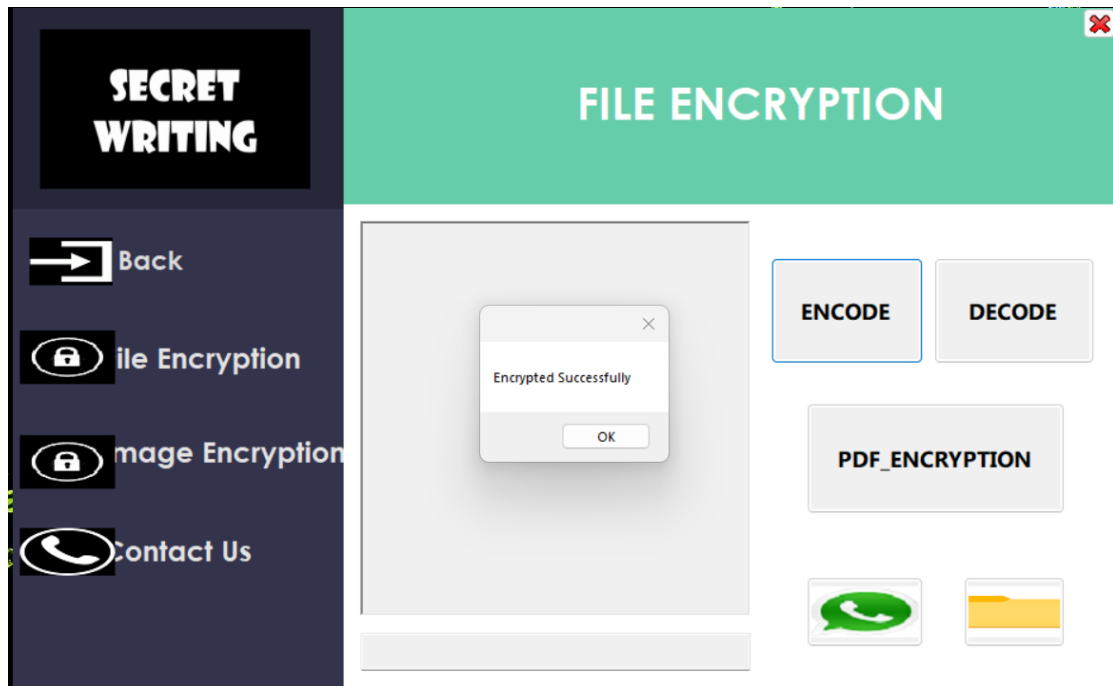 SECRET
WRITING
FILE ENCRYPTION
Back
ile Encryption
mage Encryption
Contact Us
Encrypted Successfully
OK
ENCODE
DECODE
PDF_ENCRYPTION